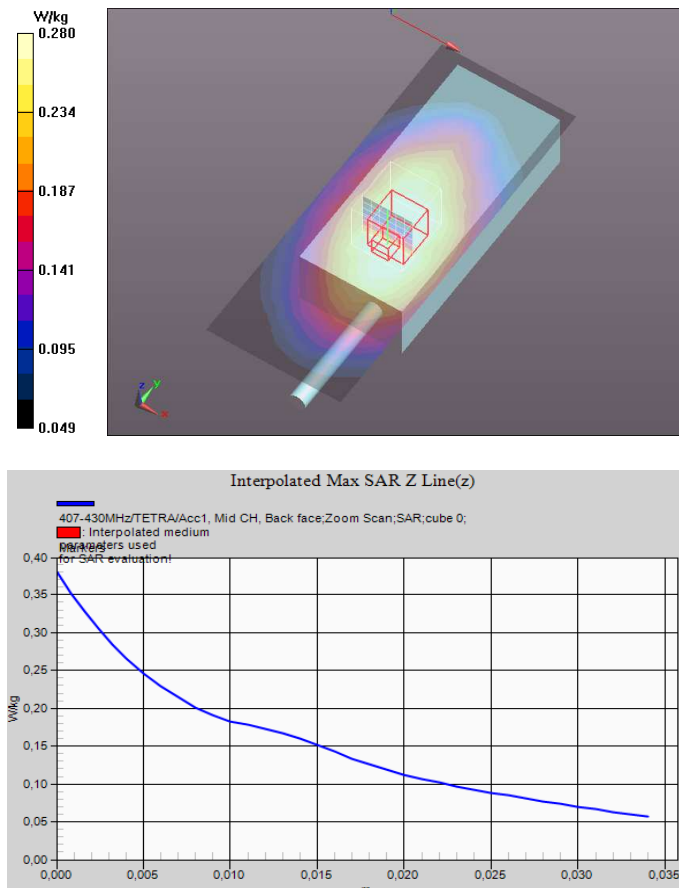 W/kg
0.280
0.234
0.187
0.141
0.095
0.049
z
y
x
Interpolated Max SAR Z Line(z)
407-430MHz/TETRA/Acc1, Mid CH, Back face;Zoom Scan;SAR;cube 0;
: Interpolated medium
parameters used
Markers
for SAR evaluation!
0,40
0,35
0,30
0,25
0,20
0,15
0,10
0,05
0,00
W/kg
0,000 0,005 0,010 0,015 0,020 0,025 0,030 0,035